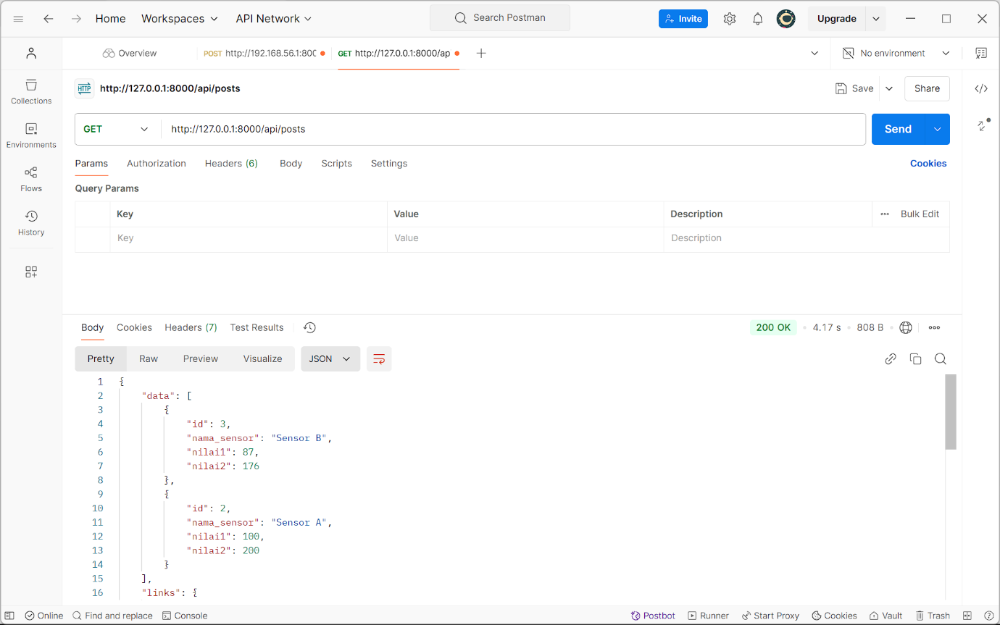 Home Workspaces API Network Search Postman Invite Upgrade
Overview POST http://192.168.56.1:800 GET http://127.0.0.1:8000/ap No environment
HTTP http://127.0.0.1:8000/api/posts Save Share
Collections
GET http://127.0.0.1:8000/api/posts Send
Environments
Params Authorization Headers (6) Body Scripts Settings Cookies
Flows
Query Params
Key Value Description Bulk Edit
History
Key Value Description
Body Cookies Headers (7) Test Results 200 OK 4.17 s 808 B
Pretty Raw Preview Visualize JSON
1 {
2 "data": [
3 {
4 "id": 3,
5 "nama_sensor": "Sensor B",
6 "nilai1": 87,
7 "nilai2": 176
8 },
9 {
10 "id": 2,
11 "nama_sensor": "Sensor A",
12 "nilai1": 100,
13 "nilai2": 200
14 }
15 ],
16 "links": {
Online Find and replace Console Postbot Runner Start Proxy Cookies Vault Trash